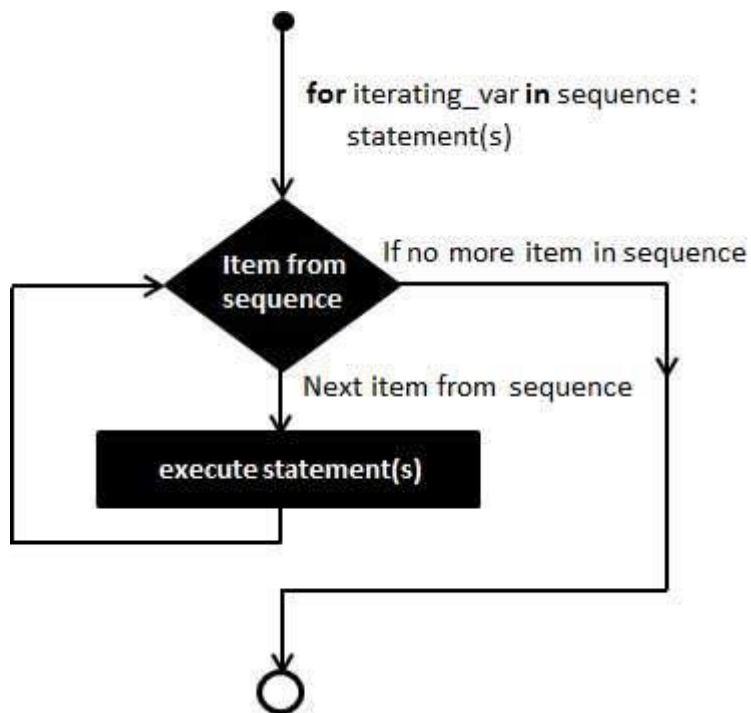 for iterating_var in sequence :
statement(s)
If no more item in sequence
Item from
sequence
Next item from sequence
execute statement(s)